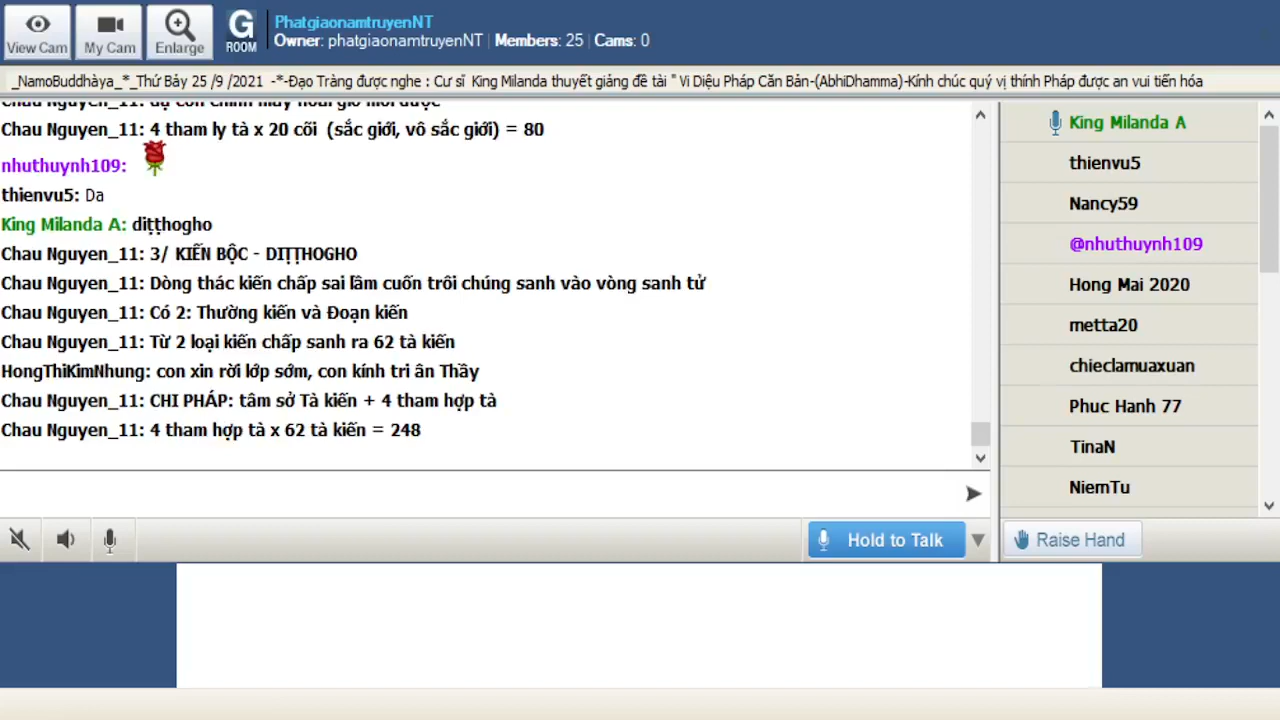 PhatgiaonamtruyenNT
Owner: phatgiaonamtruyenNT | Members: 25 | Cams: 0
View Cam
My Cam
Enlarge
G
ROOM
_NamoBuddhàya_*_Thứ Bảy 25 /9 /2021 -*-Đạo Tràng được nghe : Cư sĩ King Milanda thuyết giảng đề tài " Vi Diệu Pháp Căn Bản-(AbhiDhamma)-Kính chúc quý vị thính Pháp được an vui tiến hóa
Chau Nguyen_11: 4 tham ly tà x 20 cõi (sắc giới, vô sắc giới) = 80
nhuthuynh109:
thienvu5: Da
King Milanda A: diṭṭhogho
Chau Nguyen_11: 3/ KIẾN BỘC - DIṬṬHOGHO
Chau Nguyen_11: Dòng thác kiến chấp sai lầm cuốn trôi chúng sanh vào vòng sanh tử
Chau Nguyen_11: Có 2: Thường kiến và Đoạn kiến
Chau Nguyen_11: Từ 2 loại kiến chấp sanh ra 62 tà kiến
HongThiKimNhung: con xin rời lớp sớm, con kính tri ân Thầy
Chau Nguyen_11: CHI PHÁP: tâm sở Tà kiến + 4 tham hợp tà
Chau Nguyen_11: 4 tham hợp tà x 62 tà kiến = 248
King Milanda A
thienvu5
Nancy59
@nhuthuynh109
Hong Mai 2020
metta20
chieclamuaxuan
Phuc Hanh 77
TinaN
NiemTu
Hold to Talk
Raise Hand